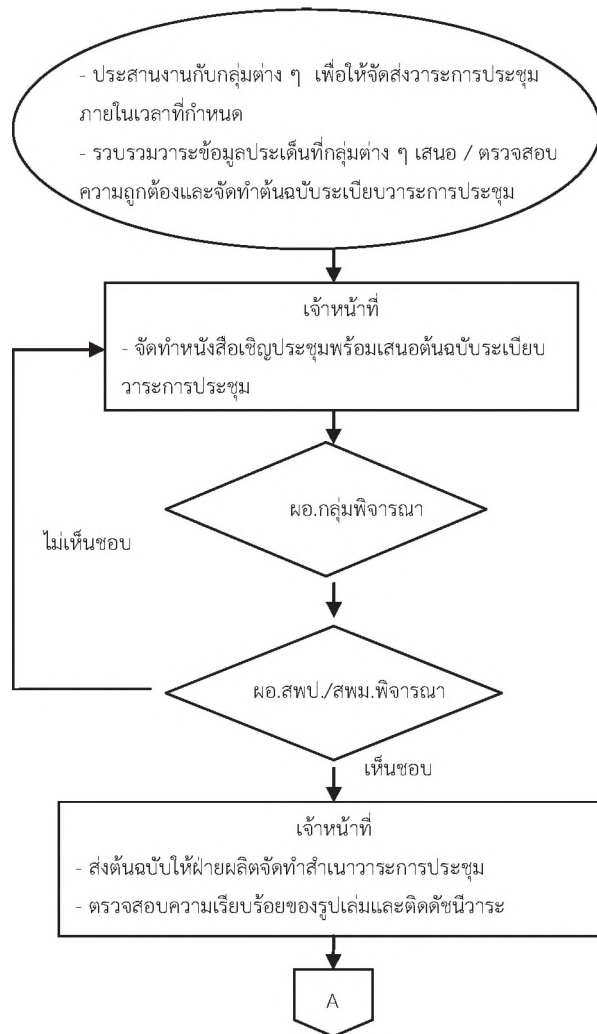 - ประสานงานกับกลุ่มต่าง ๆ เพื่อให้จัดส่งวาระการประชุม
ภายในเวลาที่กำหนด
- รวบรวมวาระข้อมูลประเด็นที่กลุ่มต่าง ๆ เสนอ / ตรวจสอบ
ความถูกต้องและจัดทำต้นฉบับระเบียบวาระการประชุม
เจ้าหน้าที่
- จัดทำหนังสือเชิญประชุมพร้อมเสนอต้นฉบับระเบียบ
วาระการประชุม
ผอ.กลุ่มพิจารณา
ไม่เห็นชอบ
ผอ.สพป./สพม.พิจารณา
เห็นชอบ
เจ้าหน้าที่
- ส่งต้นฉบับให้ฝ่ายผลิตจัดทำสำเนาวาระการประชุม
- ตรวจสอบความเรียบร้อยของรูปเล่มและติดดัชนีวาระ
A